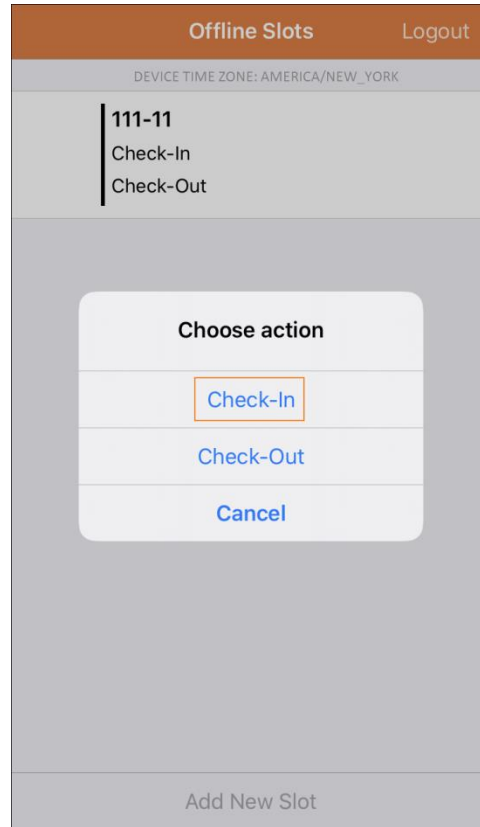 Offline Slots Logout
DEVICE TIME ZONE: AMERICA/NEW_YORK
111-11
Check-In
Check-Out
Choose action
Check-In
Check-Out
Cancel
Add New Slot